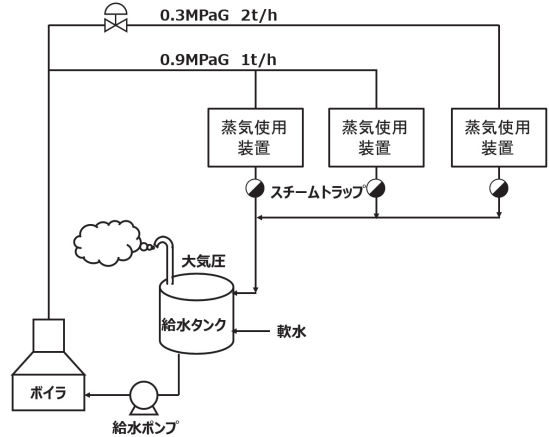 0.3MPaG 2t/h
0.9MPaG 1t/h
蒸気使用
装置
蒸気使用
装置
蒸気使用
装置
スチームトラップ
大気圧
給水タンク
軟水
ボイラ
給水ポンプ